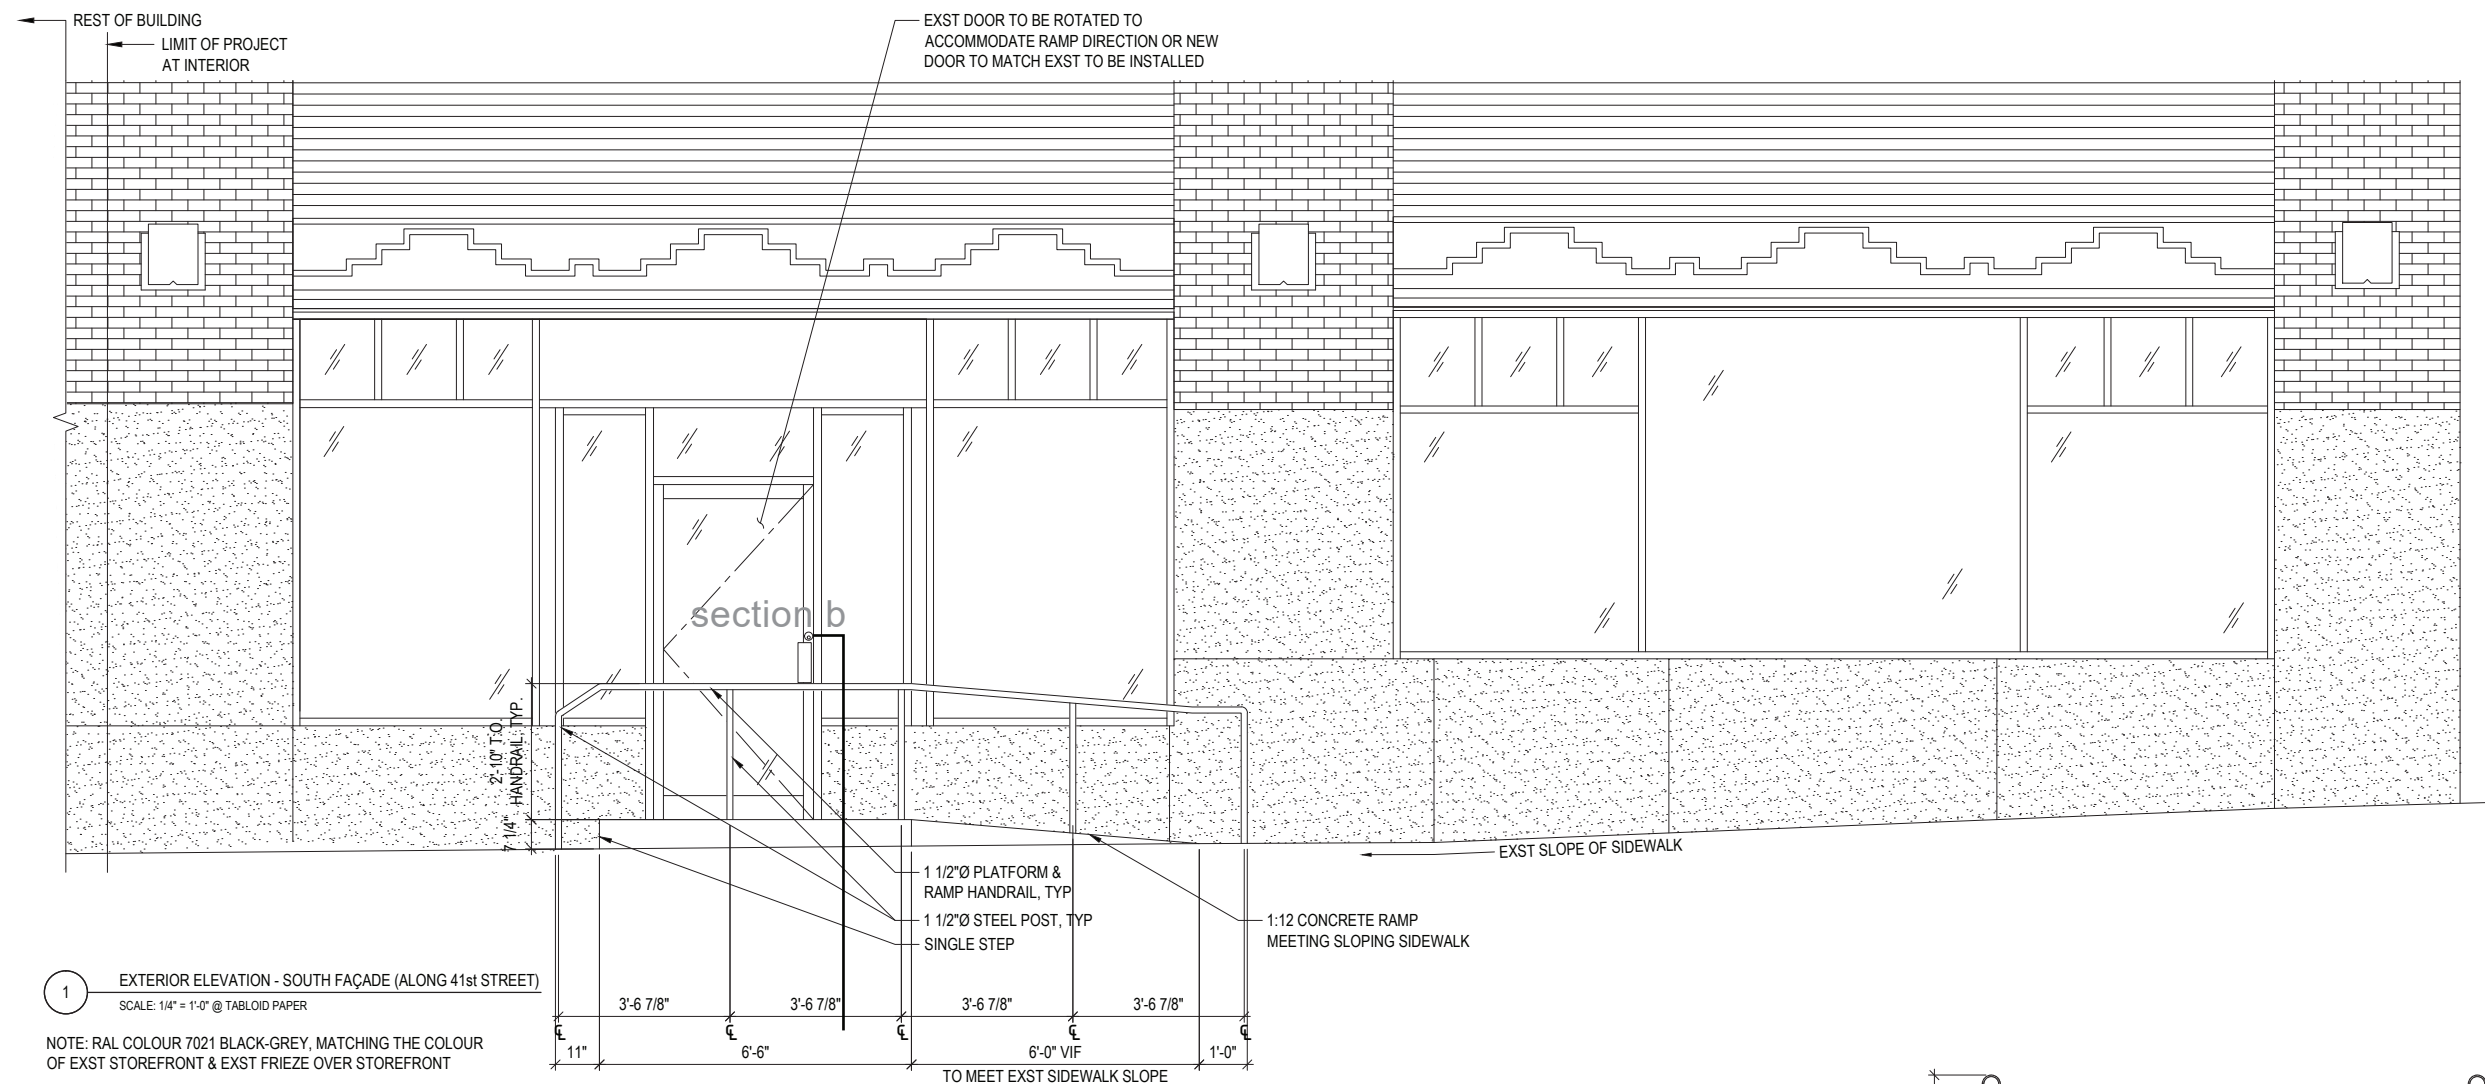 REST OF BUILDING
LIMIT OF PROJECT
AT INTERIOR
EXST DOOR TO BE ROTATED TO
ACCOMMODATE RAMP DIRECTION OR NEW
DOOR TO MATCH EXST TO BE INSTALLED
section b
2'-10" T.O.
HANDRAIL, TYP.
7 1/4"
EXST SLOPE OF SIDEWALK
1 1/2"Ø PLATFORM &
RAMP HANDRAIL, TYP
1 1/2"Ø STEEL POST, TYP
SINGLE STEP
1:12 CONCRETE RAMP
MEETING SLOPING SIDEWALK
1
EXTERIOR ELEVATION - SOUTH FAÇADE (ALONG 41st STREET)
SCALE: 1/4" = 1'-0" @ TABLOID PAPER
NOTE: RAL COLOUR 7021 BLACK-GREY, MATCHING THE COLOUR
OF EXST STOREFRONT & EXST FRIEZE OVER STOREFRONT
3'-6 7/8" 3'-6 7/8" 3'-6 7/8" 3'-6 7/8"
℄ ℄ ℄ ℄ ℄
11" 6'-6" 6'-0" VIF 1'-0"
TO MEET EXST SIDEWALK SLOPE